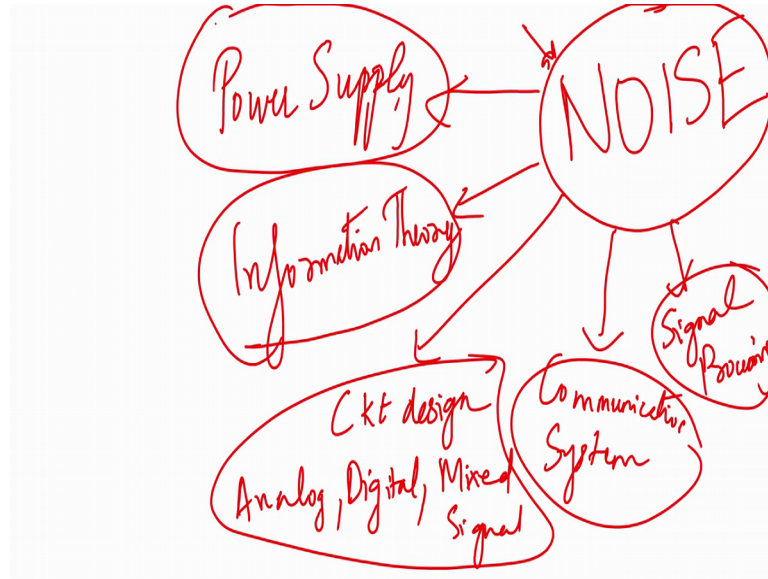 Power Supply
NOISE
Information Theory
Signal
Ckt design
Analog, Digital, Mixed
Signal
Communication
System